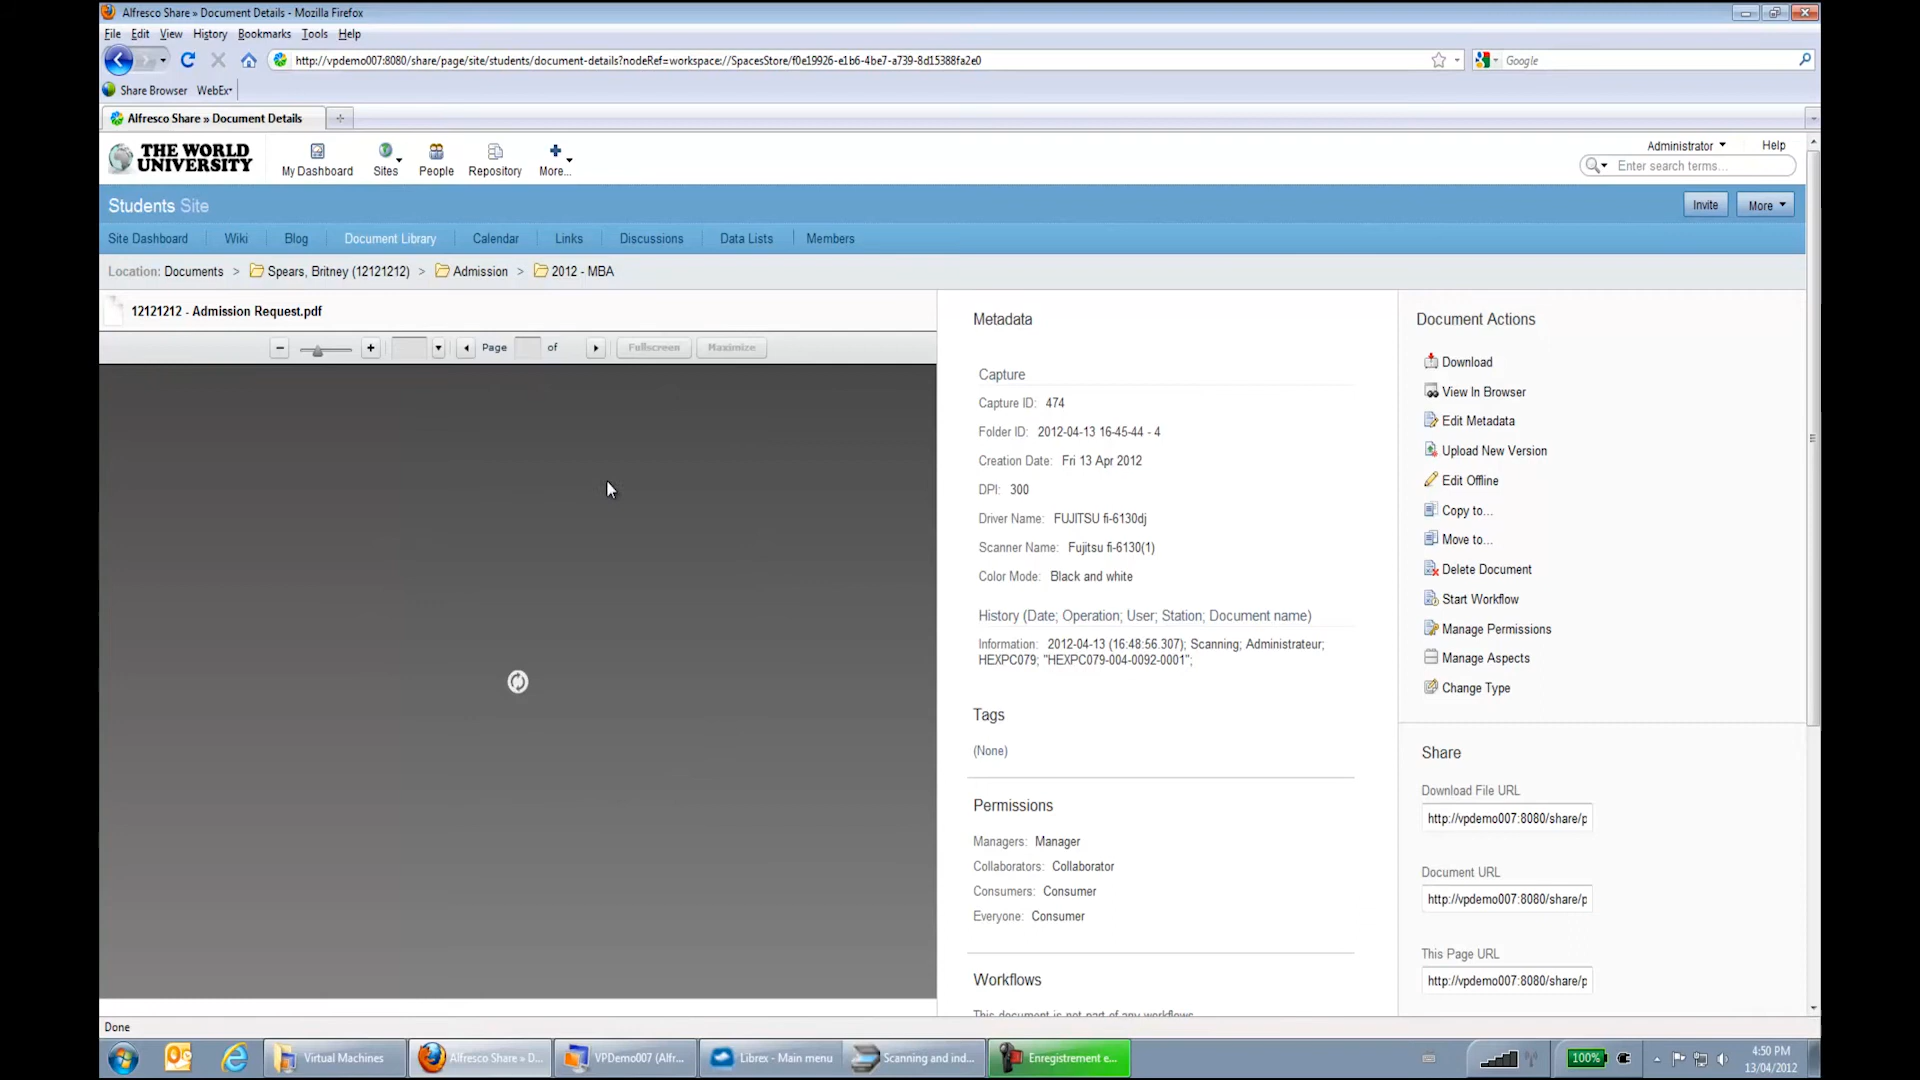 Alfresco Share » Document Details - Mozilla Firefox
File Edit View History Bookmarks Tools Help
http://vpdemo007:8080/share/page/site/students/document-details?nodeRef=workspace://SpacesStore/f0e19926-e1b6-4be7-a739-8d15388fa2e0
Google
Share Browser WebEx
Alfresco Share » Document Details
THE WORLD
UNIVERSITY
My Dashboard Sites People Repository More...
Administrator Help
Enter search terms...
Students Site
Invite More
Site Dashboard Wiki Blog Document Library Calendar Links Discussions Data Lists Members
Location: Documents > Spears, Britney (12121212) > Admission > 2012 - MBA
12121212 - Admission Request.pdf
Page of Fullscreen Maximize
Metadata
Capture
Capture ID: 474
Folder ID: 2012-04-13 16-45-44 - 4
Creation Date: Fri 13 Apr 2012
DPI: 300
Driver Name: FUJITSU fi-6130dj
Scanner Name: Fujitsu fi-6130(1)
Color Mode: Black and white
History (Date; Operation; User; Station; Document name)
Information: 2012-04-13 (16:48:56.307); Scanning; Administrateur;
HEXPC079; "HEXPC079-004-0092-0001";
Tags
(None)
Permissions
Managers: Manager
Collaborators: Collaborator
Consumers: Consumer
Everyone: Consumer
Workflows
This document is not part of any workflows
Document Actions
Download
View In Browser
Edit Metadata
Upload New Version
Edit Offline
Copy to...
Move to...
Delete Document
Start Workflow
Manage Permissions
Manage Aspects
Change Type
Share
Download File URL
http://vpdemo007:8080/share/p
Document URL
http://vpdemo007:8080/share/p
This Page URL
http://vpdemo007:8080/share/p
Done
Virtual Machines
Alfresco Share » D...
VPDemo007 (Alfr...
Librex - Main menu
Scanning and ind...
Enregistrement e...
100%
4:50 PM
13/04/2012